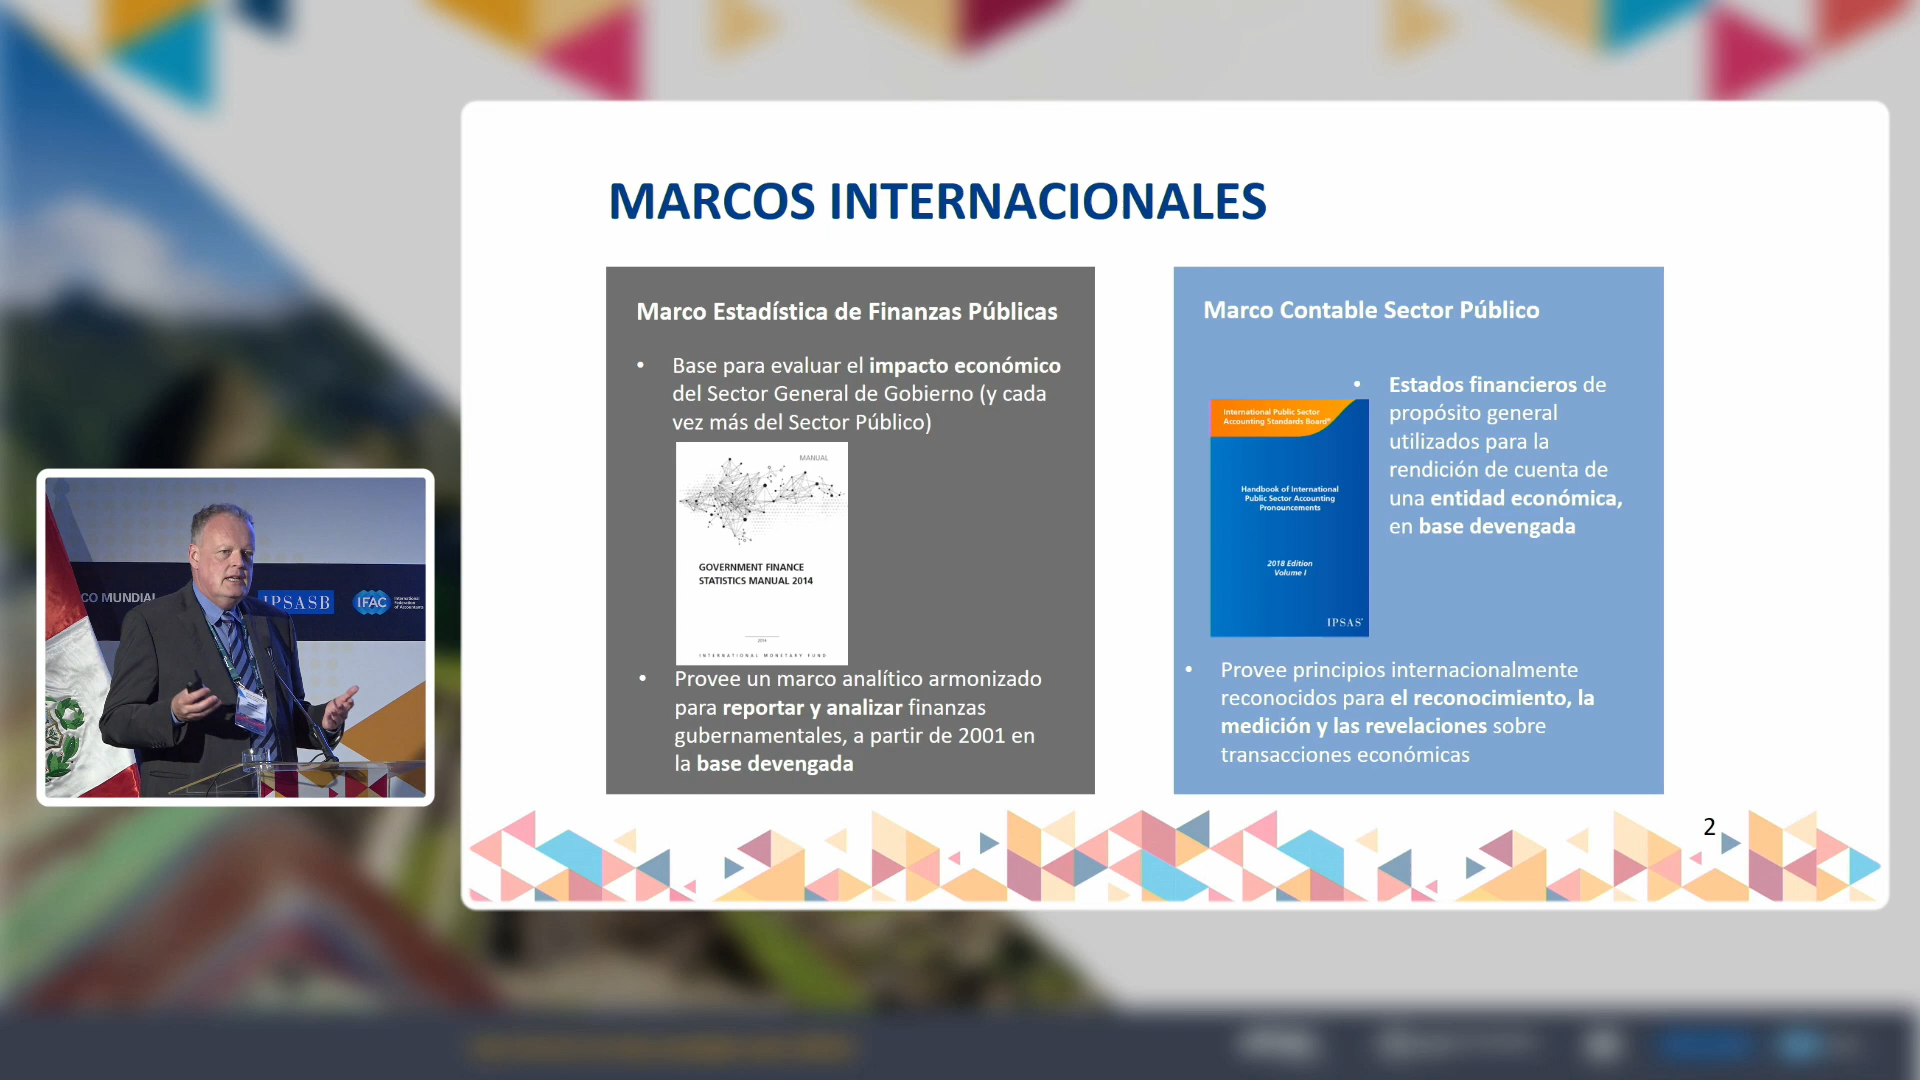 MARCOS INTERNACIONALES
Marco Estadística de Finanzas Públicas
• Base para evaluar el impacto económico
del Sector General de Gobierno (y cada
vez más del Sector Público)
MANUAL
GOVERNMENT FINANCE
STATISTICS MANUAL 2014
2014
INTERNATIONAL MONETARY FUND
• Provee un marco analítico armonizado
para reportar y analizar finanzas
gubernamentales, a partir de 2001 en
la base devengada
Marco Contable Sector Público
• Estados financieros de
propósito general
utilizados para la
rendición de cuenta de
una entidad económica,
en base devengada
International Public Sector
Accounting Standards Board®
Handbook of International
Public Sector Accounting
Pronouncements
2018 Edition
Volume I
IPSAS®
• Provee principios internacionalmente
reconocidos para el reconocimiento, la
medición y las revelaciones sobre
transacciones económicas
2
CO MUNDIAL
IPSASB
IFAC
International
Federation
of Accountants